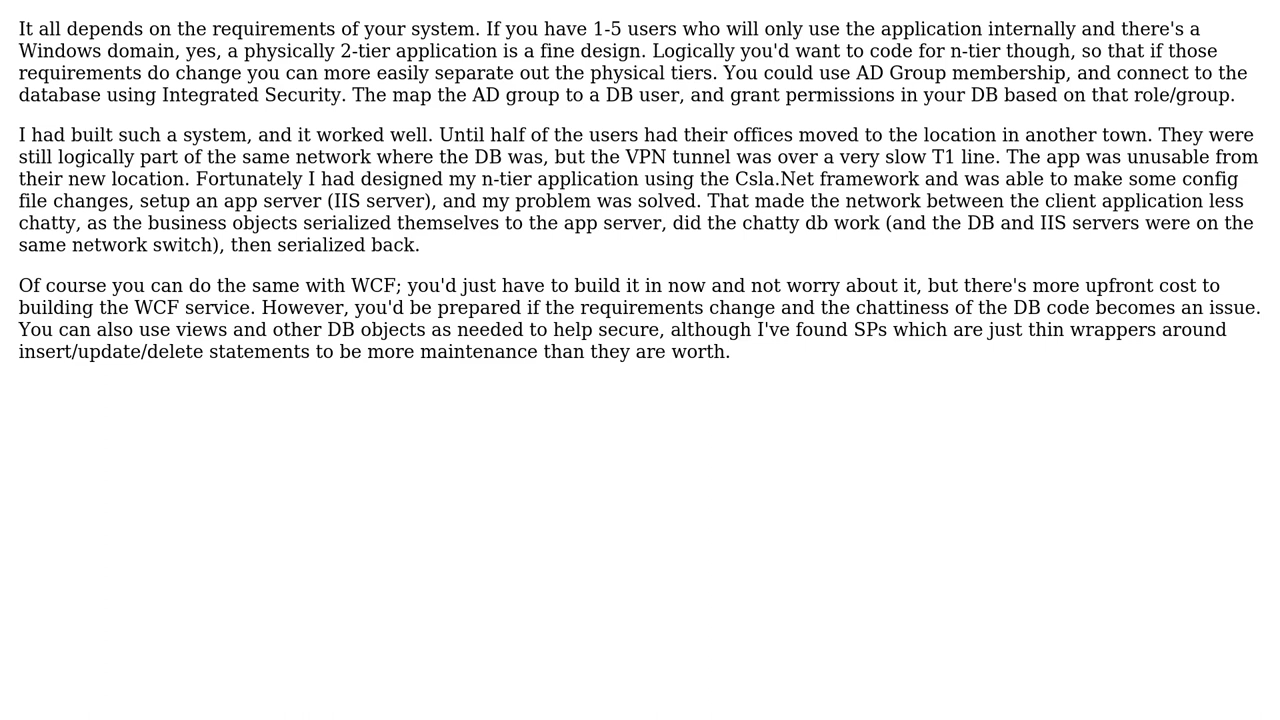 It all depends on the requirements of your system. If you have 1-5 users who will only use the application internally and there's a
Windows domain, yes, a physically 2-tier application is a fine design. Logically you'd want to code for n-tier though, so that if those
requirements do change you can more easily separate out the physical tiers. You could use AD Group membership, and connect to the
database using Integrated Security. The map the AD group to a DB user, and grant permissions in your DB based on that role/group.
I had built such a system, and it worked well. Until half of the users had their offices moved to the location in another town. They were
still logically part of the same network where the DB was, but the VPN tunnel was over a very slow T1 line. The app was unusable from
their new location. Fortunately I had designed my n-tier application using the Csla.Net framework and was able to make some config
file changes, setup an app server (IIS server), and my problem was solved. That made the network between the client application less
chatty, as the business objects serialized themselves to the app server, did the chatty db work (and the DB and IIS servers were on the
same network switch), then serialized back.
Of course you can do the same with WCF; you'd just have to build it in now and not worry about it, but there's more upfront cost to
building the WCF service. However, you'd be prepared if the requirements change and the chattiness of the DB code becomes an issue.
You can also use views and other DB objects as needed to help secure, although I've found SPs which are just thin wrappers around
insert/update/delete statements to be more maintenance than they are worth.